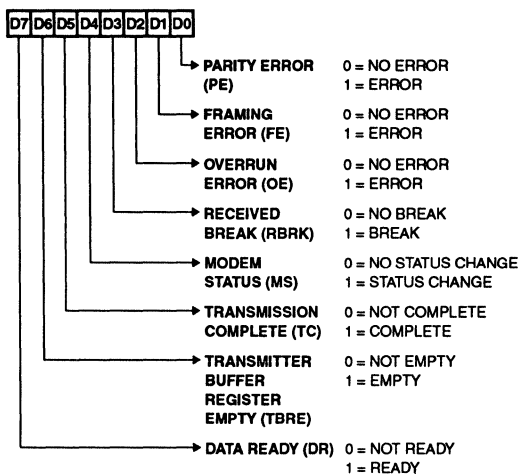 D7 D6 D5 D4 D3 D2 D1 D0
PARITY ERROR 0 = NO ERROR
(PE) 1 = ERROR
FRAMING 0 = NO ERROR
ERROR (FE) 1 = ERROR
OVERRUN 0 = NO ERROR
ERROR (OE) 1 = ERROR
RECEIVED 0 = NO BREAK
BREAK (RBRK) 1 = BREAK
MODEM 0 = NO STATUS CHANGE
STATUS (MS) 1 = STATUS CHANGE
TRANSMISSION 0 = NOT COMPLETE
COMPLETE (TC) 1 = COMPLETE
TRANSMITTER 0 = NOT EMPTY
BUFFER 1 = EMPTY
REGISTER
EMPTY (TBRE)
DATA READY (DR) 0 = NOT READY
1 = READY